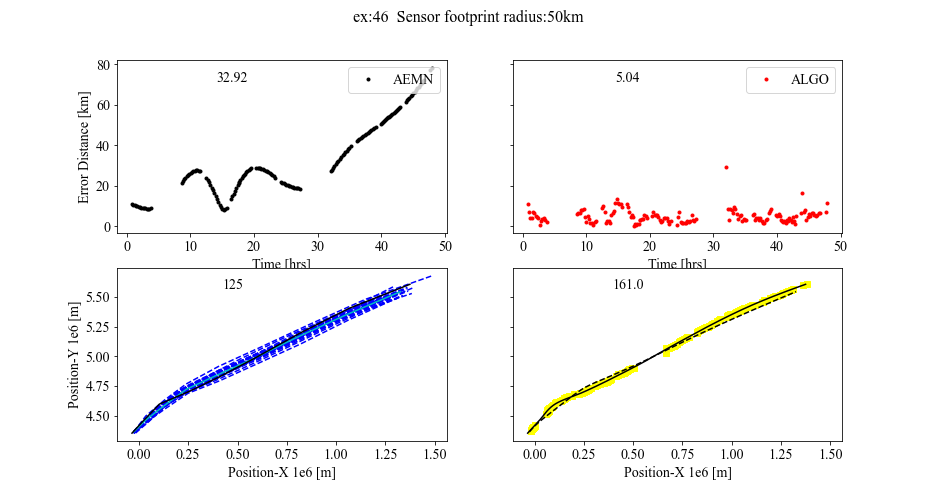 ex:46 Sensor footprint radius:50km
32.92
AEMN
80
60
40
20
0
Error Distance [km]
0 10 20 30 40 50
Time [hrs]
5.04
ALGO
0 10 20 30 40 50
Time [hrs]
125
5.50
5.25
5.00
4.75
4.50
Position-Y 1e6 [m]
0.00 0.25 0.50 0.75 1.00 1.25 1.50
Position-X 1e6 [m]
161.0
0.00 0.25 0.50 0.75 1.00 1.25 1.50
Position-X 1e6 [m]